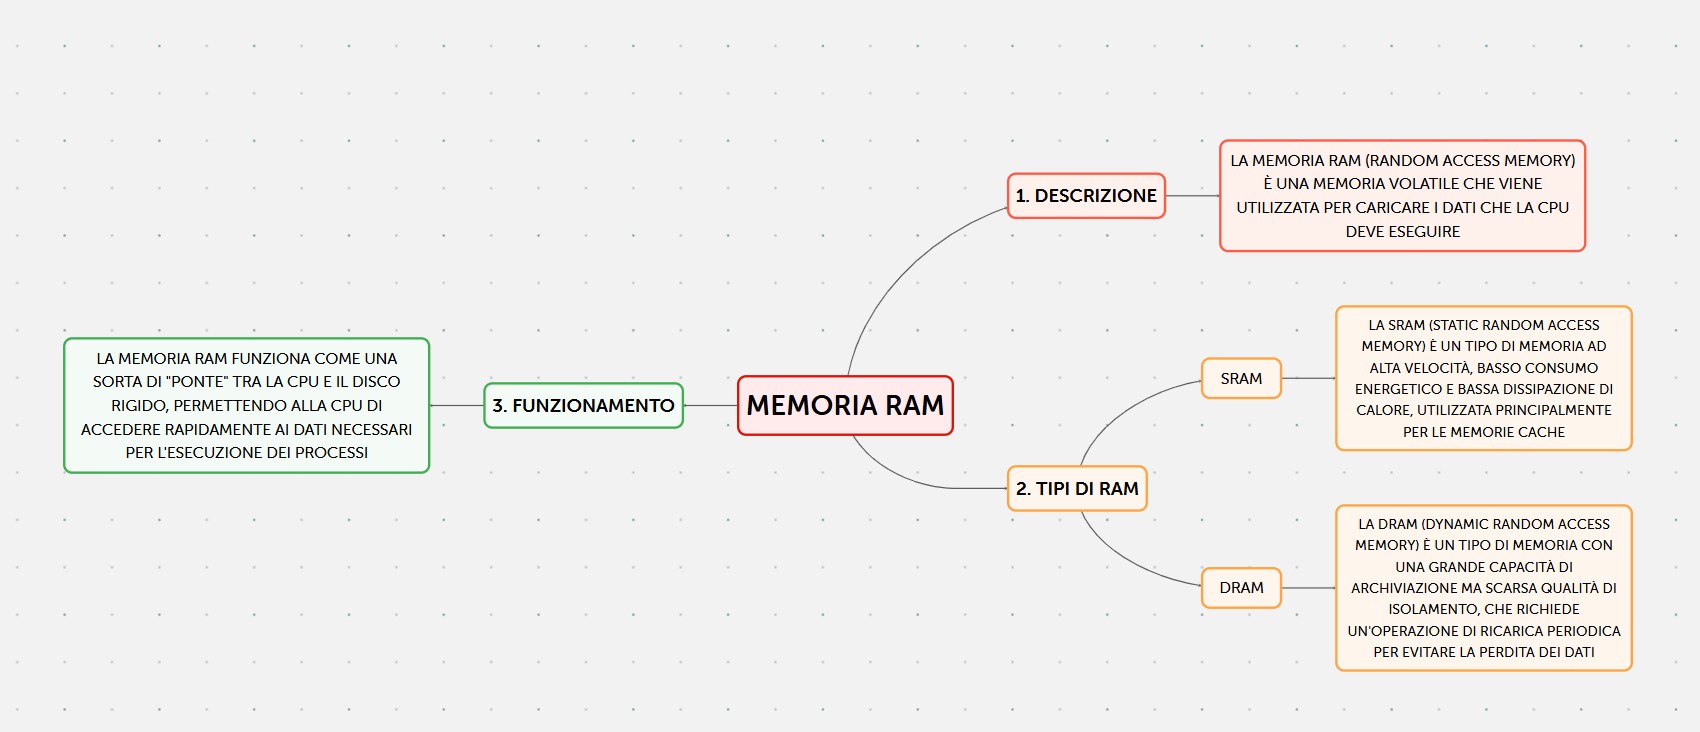 MEMORIA RAM
1. DESCRIZIONE
LA MEMORIA RAM (RANDOM ACCESS MEMORY)
È UNA MEMORIA VOLATILE CHE VIENE
UTILIZZATA PER CARICARE I DATI CHE LA CPU
DEVE ESEGUIRE
2. TIPI DI RAM
SRAM
LA SRAM (STATIC RANDOM ACCESS
MEMORY) È UN TIPO DI MEMORIA AD
ALTA VELOCITÀ, BASSO CONSUMO
ENERGETICO E BASSA DISSIPAZIONE DI
CALORE, UTILIZZATA PRINCIPALMENTE
PER LE MEMORIE CACHE
DRAM
LA DRAM (DYNAMIC RANDOM ACCESS
MEMORY) È UN TIPO DI MEMORIA CON
UNA GRANDE CAPACITÀ DI
ARCHIVIAZIONE MA SCARSA QUALITÀ DI
ISOLAMENTO, CHE RICHIEDE
UN'OPERAZIONE DI RICARICA PERIODICA
PER EVITARE LA PERDITA DEI DATI
3. FUNZIONAMENTO
LA MEMORIA RAM FUNZIONA COME UNA
SORTA DI "PONTE" TRA LA CPU E IL DISCO
RIGIDO, PERMETTENDO ALLA CPU DI
ACCEDERE RAPIDAMENTE AI DATI NECESSARI
PER L'ESECUZIONE DEI PROCESSI